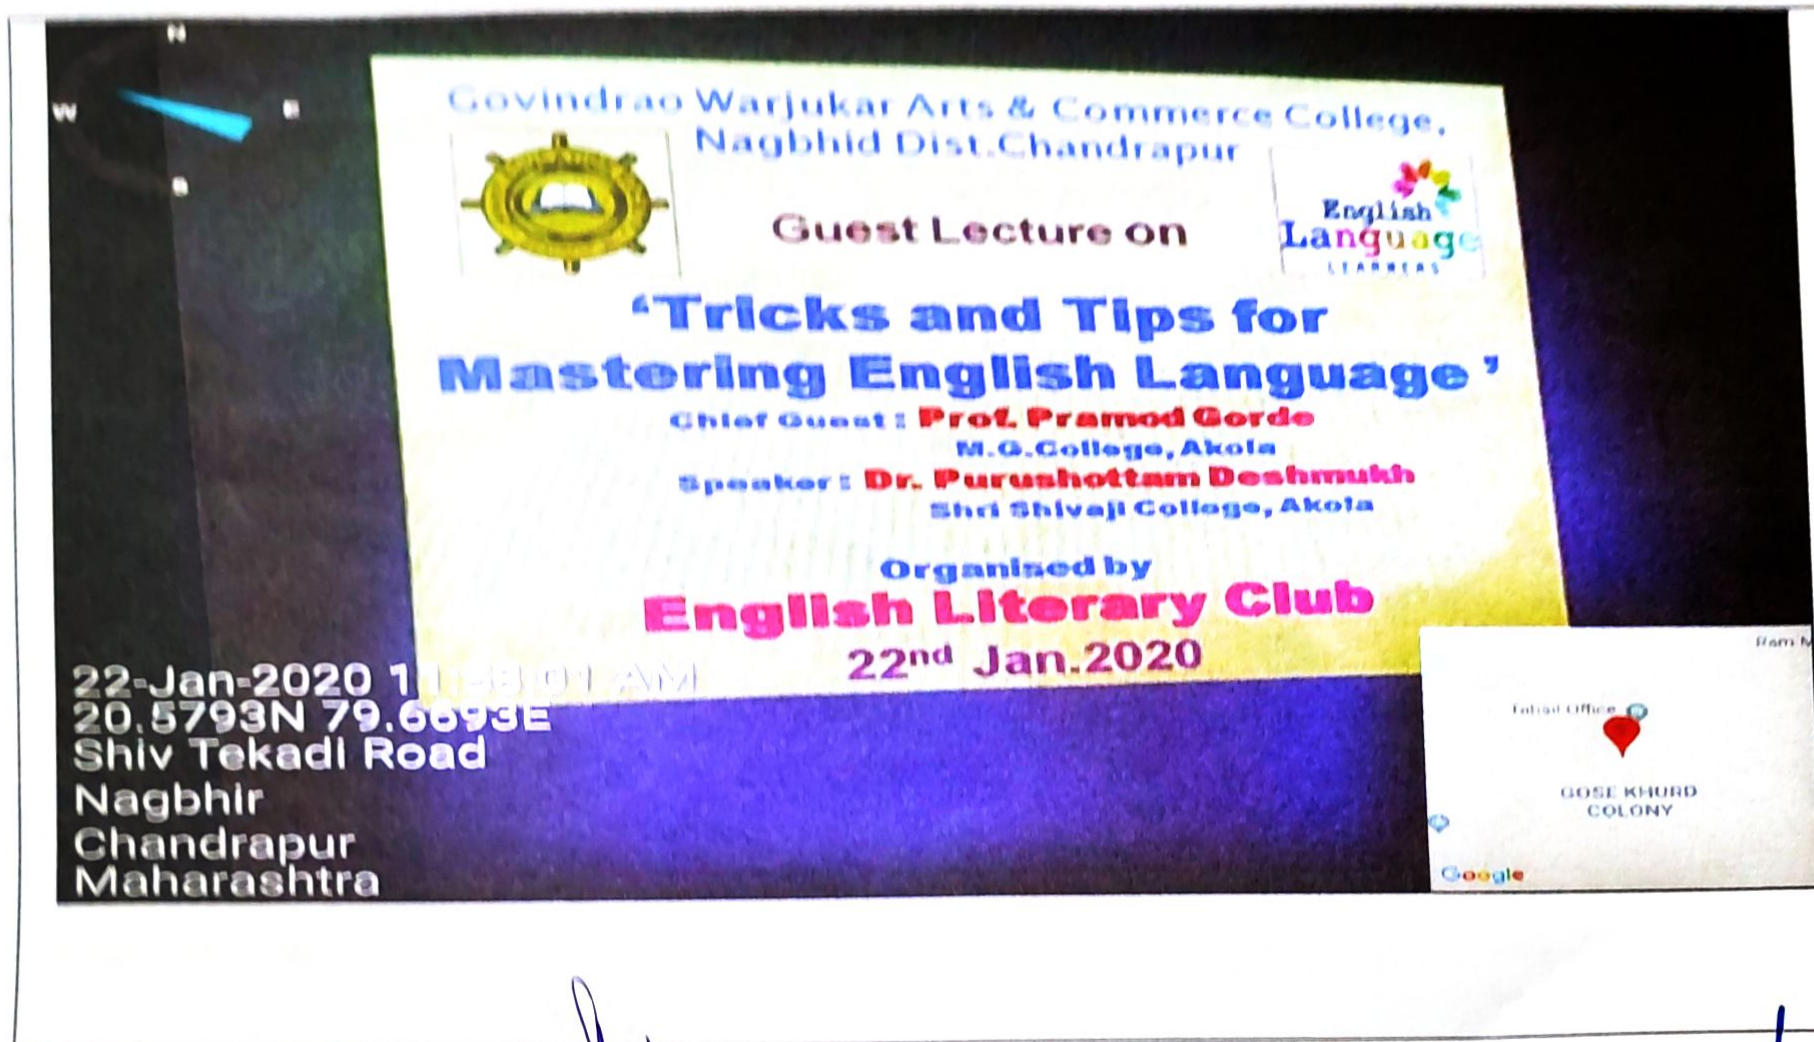 N
W E
S
Govindrao Warjukar Arts & Commerce College,
Nagbhid Dist.Chandrapur
English
Language
LEARNERS
Guest Lecture on
‘Tricks and Tips for
Mastering English Language’
Chief Guest : Prof. Pramod Gorde
M.G.College, Akola
Speaker : Dr. Purushottam Deshmukh
Shri Shivaji College, Akola
Organised by
English Literary Club
22nd Jan.2020
22-Jan-2020 AM
20.5793N 79.6693E
Shiv Tekadi Road
Nagbhir
Chandrapur
Maharashtra
Ram
Tahsil Office
GOSE KHURD
COLONY
Google